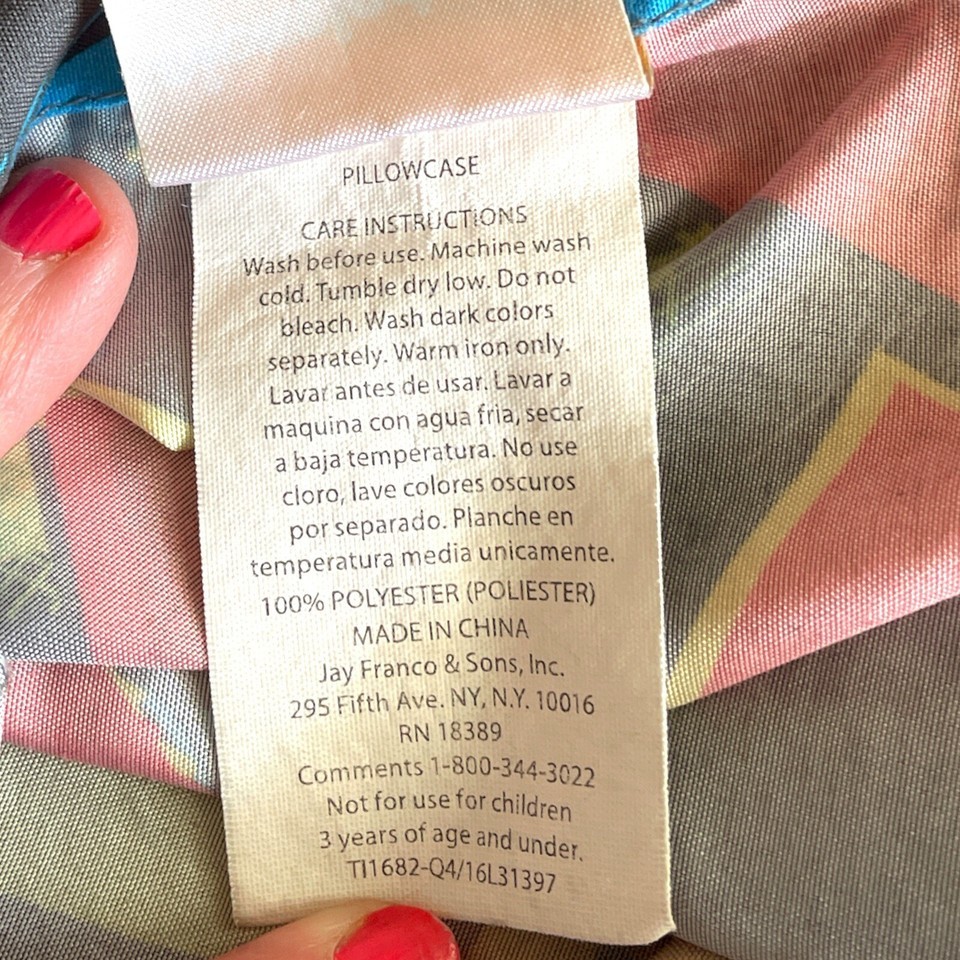 PILLOWCASE
CARE INSTRUCTIONS
Wash before use. Machine wash
cold. Tumble dry low. Do not
bleach. Wash dark colors
separately. Warm iron only.
Lavar antes de usar. Lavar a
maquina con agua fria, secar
a baja temperatura. No use
cloro, lave colores oscuros
por separado. Planche en
temperatura media unicamente.
100% POLYESTER (POLIESTER)
MADE IN CHINA
Jay Franco & Sons, Inc.
295 Fifth Ave. NY, N.Y. 10016
RN 18389
Comments 1-800-344-3022
Not for use for children
3 years of age and under.
TI1682-Q4/16L31397